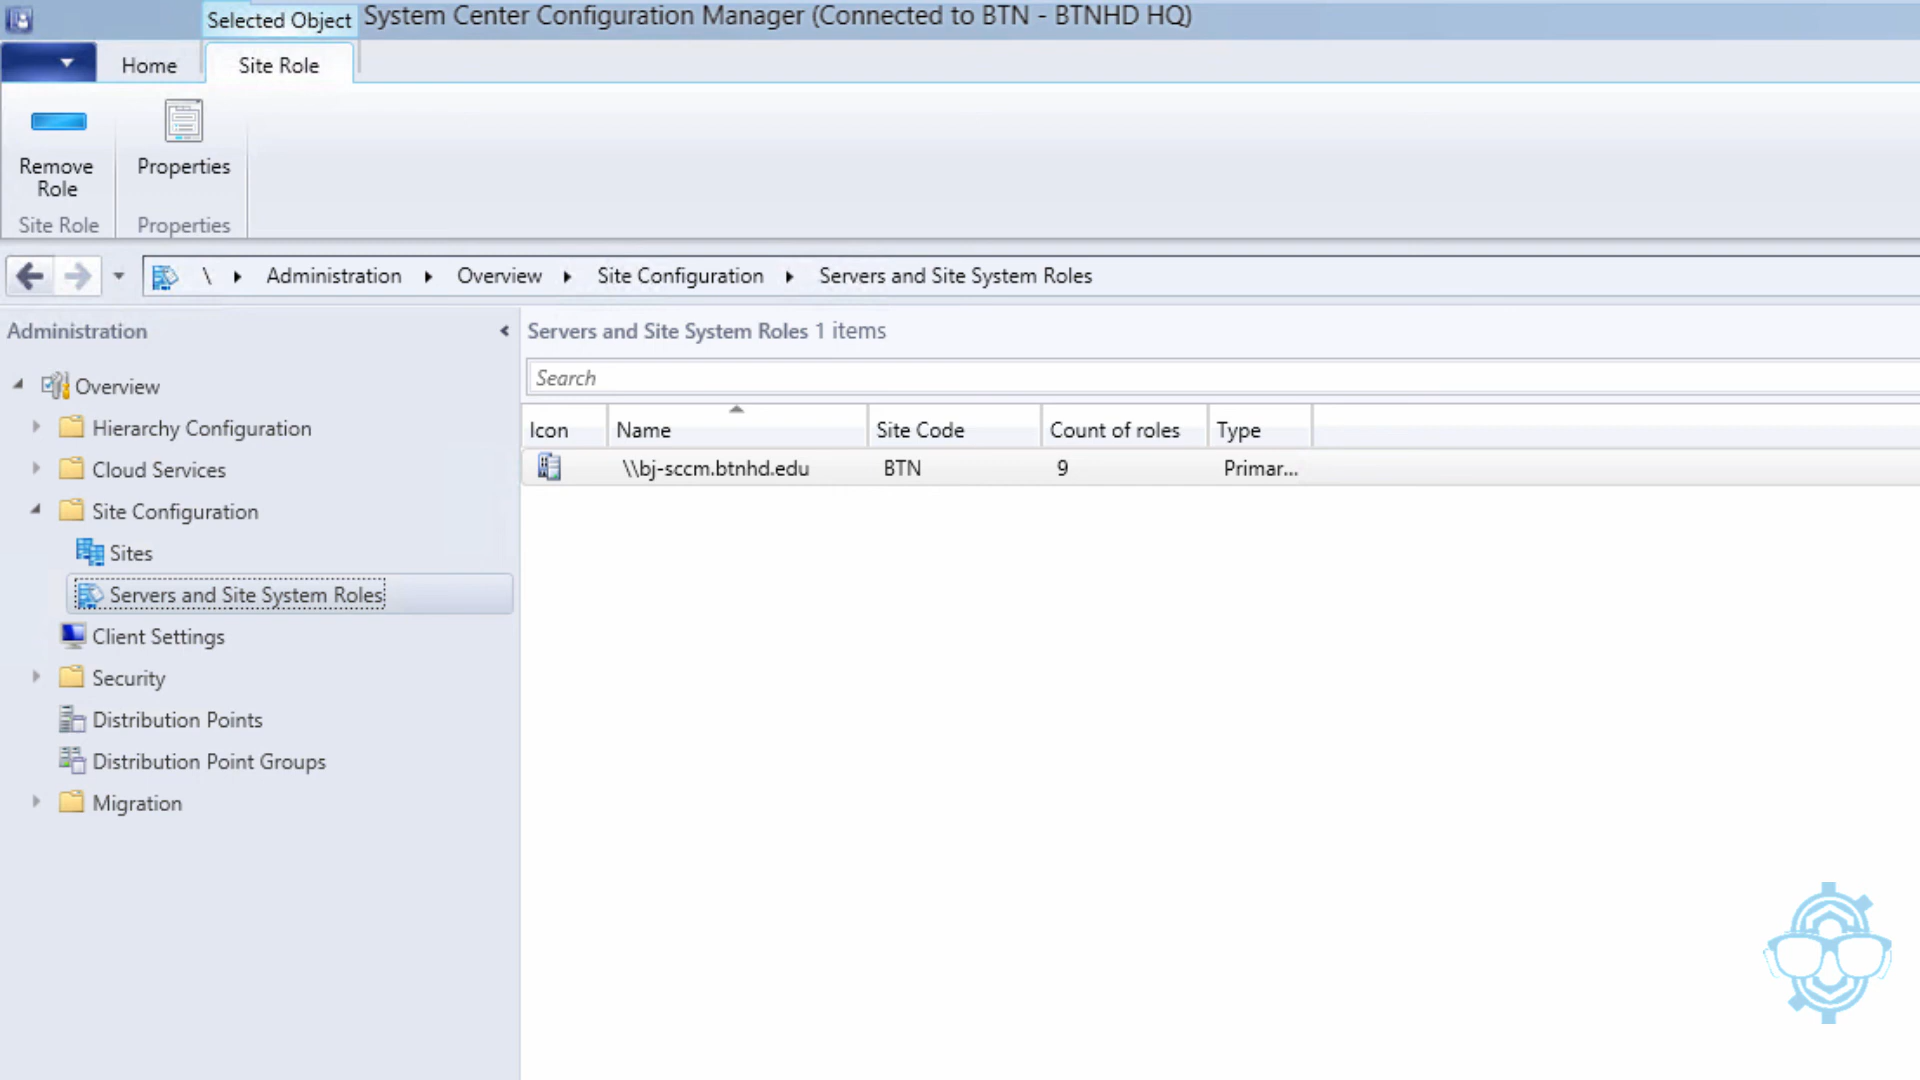 Selected Object
System Center Configuration Manager (Connected to BTN - BTNHD HQ)
Home
Site Role
Remove
Role
Properties
Site Role
Properties
\ Administration Overview Site Configuration Servers and Site System Roles
Administration
Overview
Hierarchy Configuration
Cloud Services
Site Configuration
Sites
Servers and Site System Roles
Client Settings
Security
Distribution Points
Distribution Point Groups
Migration
Servers and Site System Roles 1 items
Search
Icon Name Site Code Count of roles Type
\\bj-sccm.btnhd.edu BTN 9 Primar...